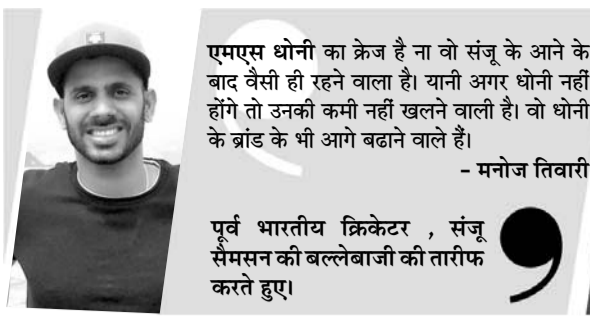 एमएस धोनी का क्रेज है ना वो संजू के आने के
बाद वैसी ही रहने वाला है। यानी अगर धोनी नहीं
होंगे तो उनकी कमी नहीं खलने वाली है। वो धोनी
के ब्रांड के भी आगे बढाने वाले हैं।
- मनोज तिवारी
पूर्व भारतीय क्रिकेटर , संजू
सैमसन की बल्लेबाजी की तारीफ
करते हुए।